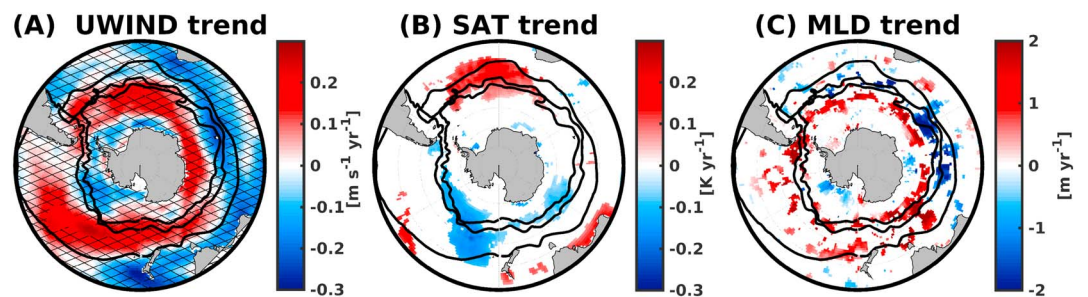 (A) UWIND trend
0.2
0.1
0
-0.1
-0.2
-0.3
[m s⁻¹ yr⁻¹]
(B) SAT trend
0.2
0.1
0
-0.1
-0.2
-0.3
[K yr⁻¹]
(C) MLD trend
2
1
0
-1
-2
[m yr⁻¹]